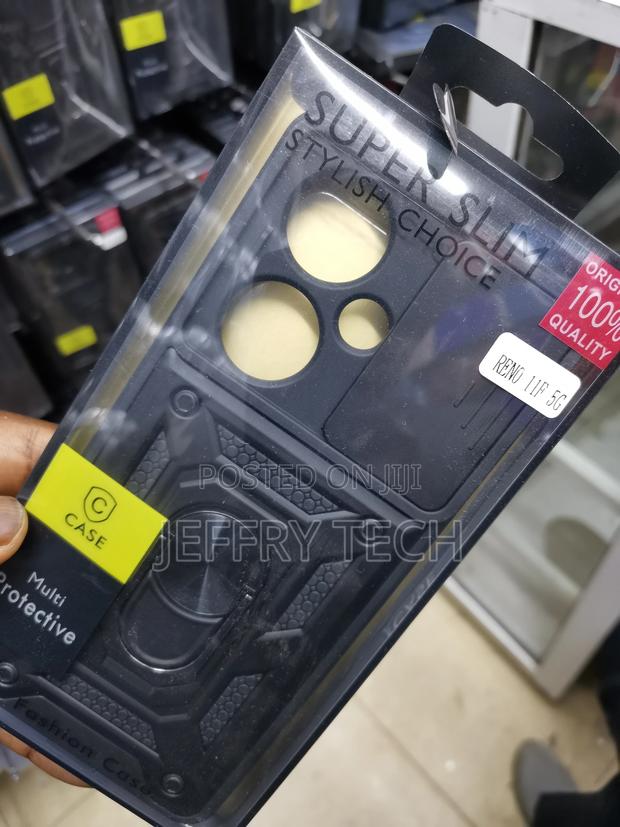 SUPER SLIM
STYLISH CHOICE
100%
QUALITY
RENO 11F 5G
POSTED ON JIJI
JEFFRY TECH
C
CASE
Multi
Protective
Fashion Case